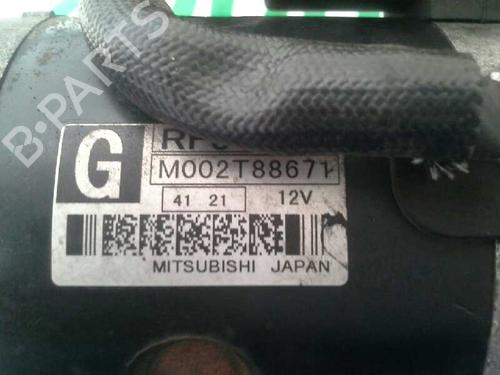 B-PARTS
G
M002T88671
41 21
12V
MITSUBISHI JAPAN